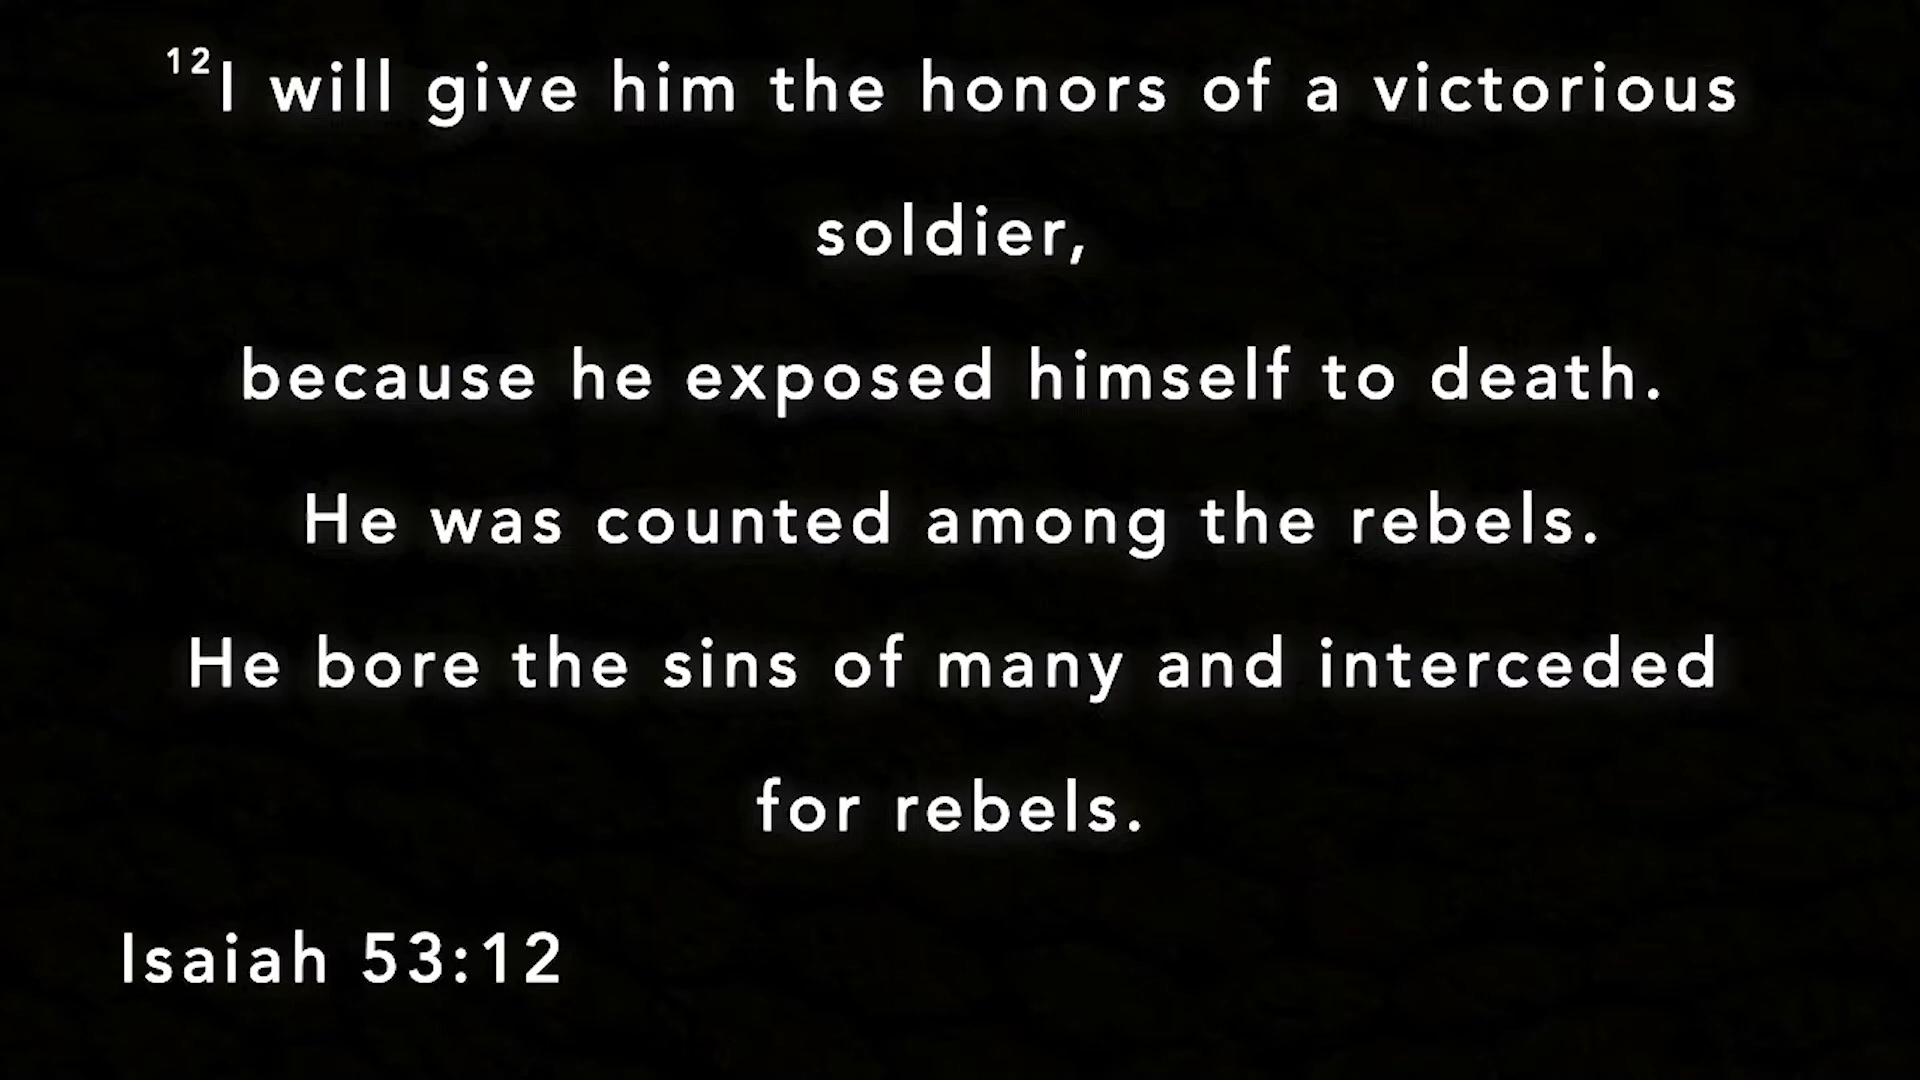 12I will give him the honors of a victorious
soldier,
because he exposed himself to death.
He was counted among the rebels.
He bore the sins of many and interceded
for rebels.
Isaiah 53:12